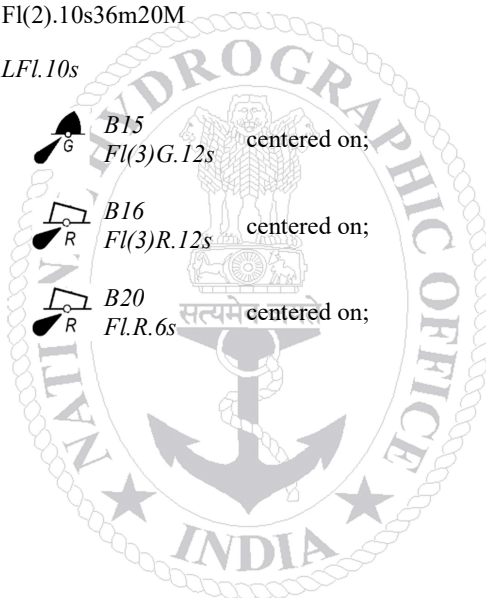 Fl(2).10s36m20M
LFl.10s
B15
G Fl(3)G.12s centered on;
B16
R Fl(3)R.12s centered on;
B20
R Fl.R.6s centered on;
NATIONAL HYDROGRAPHIC OFFICE
सत्यमेव जयते
INDIA